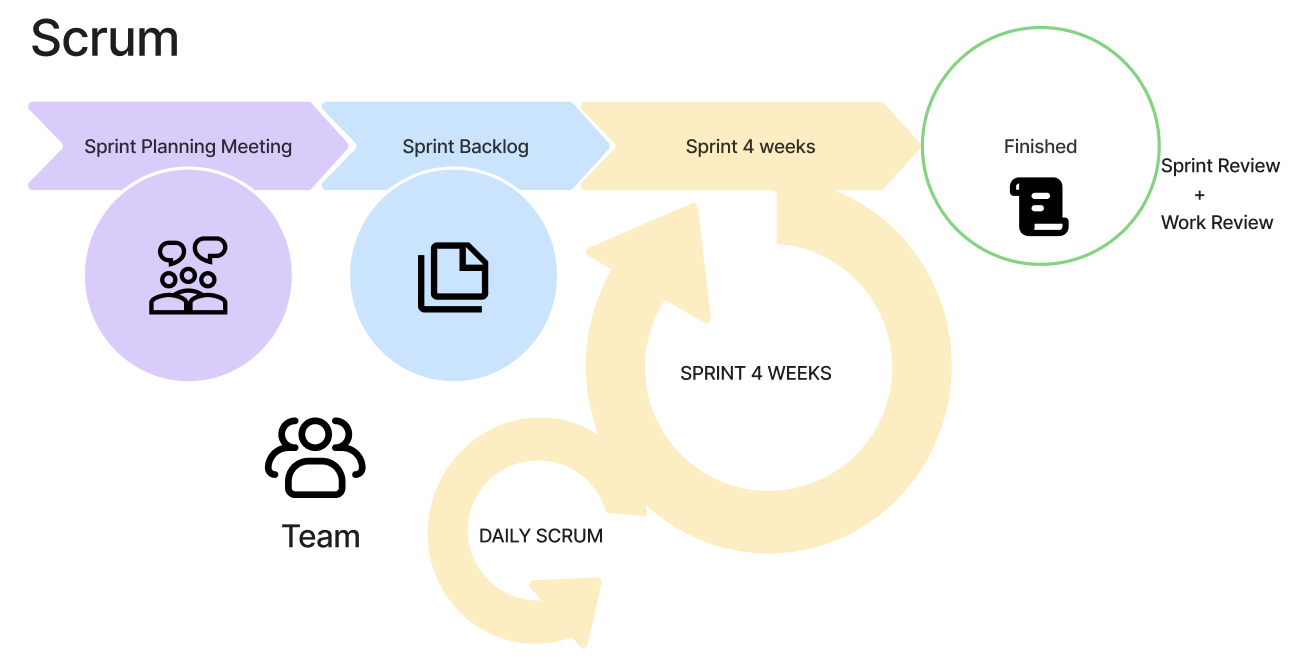 Scrum
Sprint Planning Meeting
Sprint Backlog
Sprint 4 weeks
Finished
Sprint Review
+
Work Review
SPRINT 4 WEEKS
Team
DAILY SCRUM